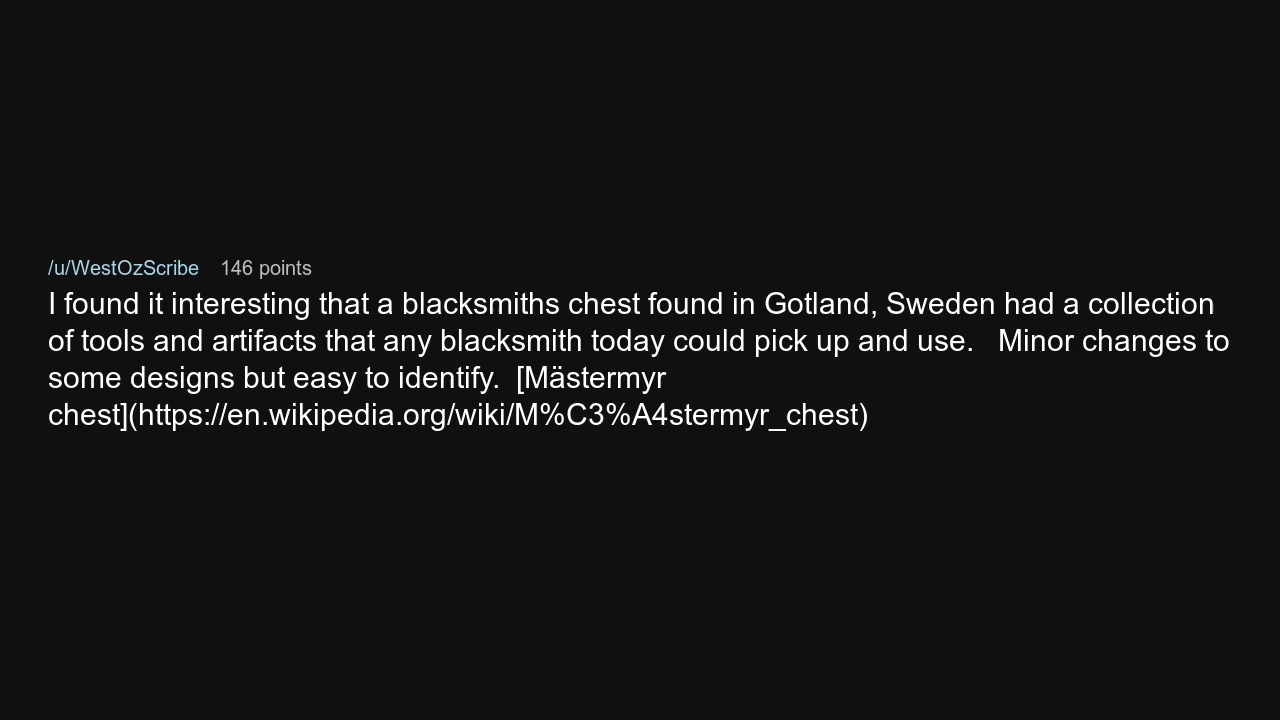 /u/WestOzScribe 146 points
I found it interesting that a blacksmiths chest found in Gotland, Sweden had a collection
of tools and artifacts that any blacksmith today could pick up and use.   Minor changes to
some designs but easy to identify.  [Mästermyr
chest](https://en.wikipedia.org/wiki/M%C3%A4stermyr_chest)